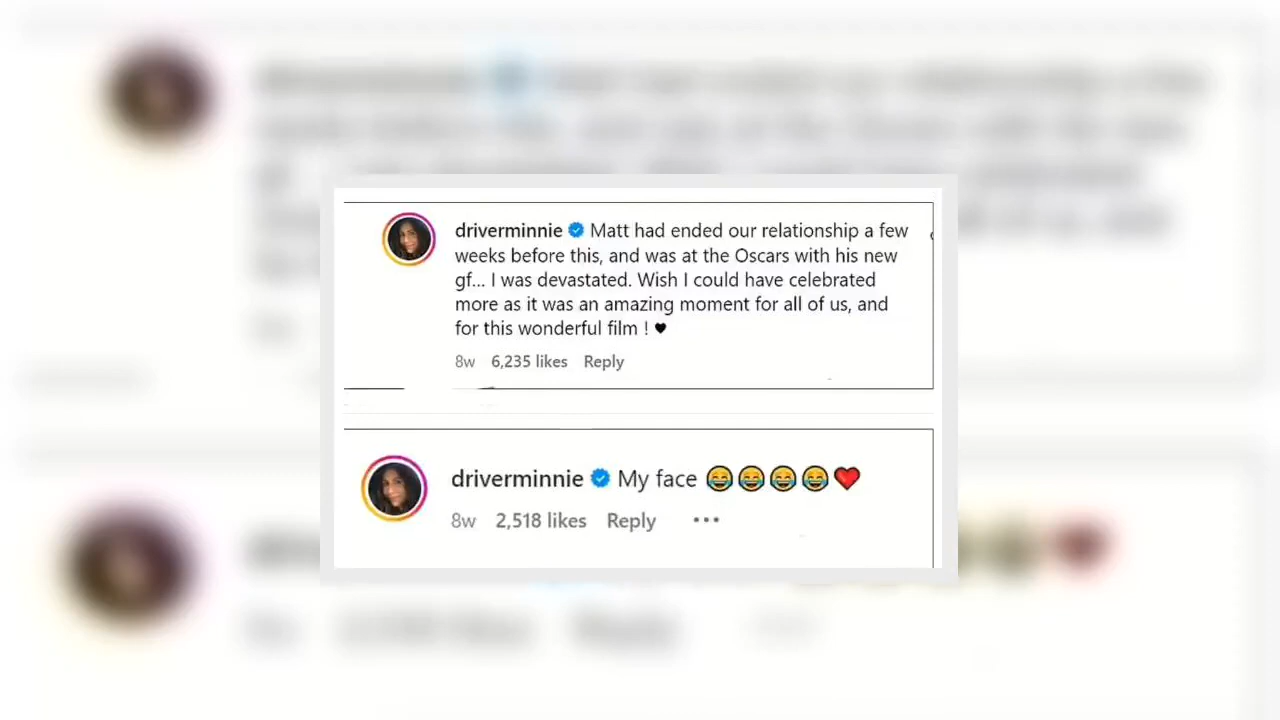 driverminnie Matt had ended our relationship a few
weeks before this, and was at the Oscars with his new
gf... I was devastated. Wish I could have celebrated
more as it was an amazing moment for all of us, and
for this wonderful film ! ♥
8w 6,235 likes Reply
driverminnie My face 😂😂😂😂❤️
8w 2,518 likes Reply •••